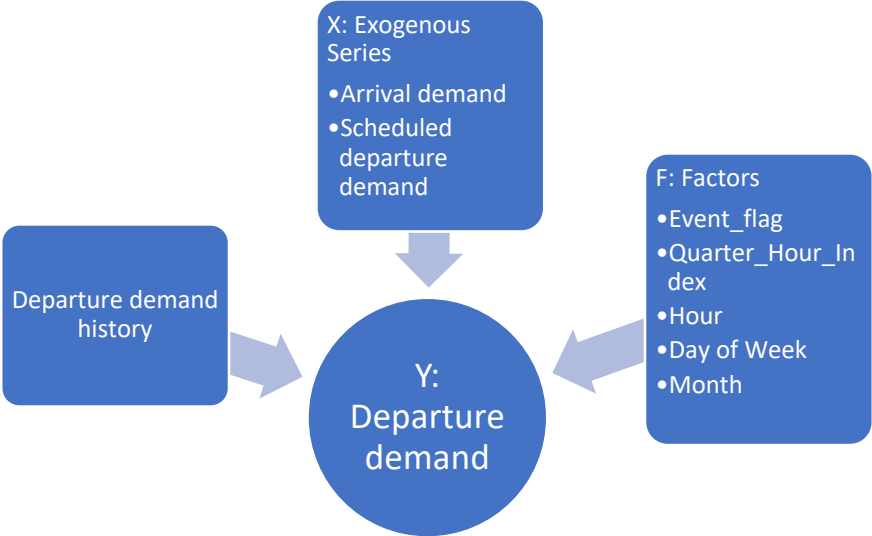 X: Exogenous
Series
•Arrival demand
•Scheduled
departure
demand
F: Factors
•Event_flag
•Quarter_Hour_In
dex
•Hour
•Day of Week
•Month
Departure demand
history
Y:
Departure
demand